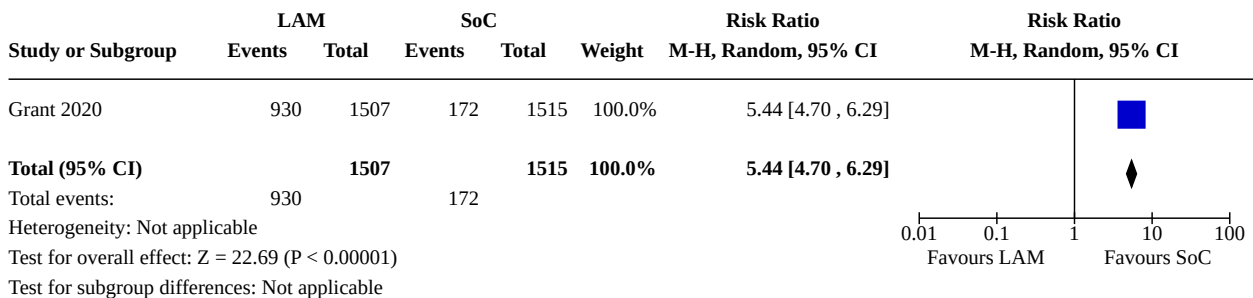 LAM SoC Risk Ratio Risk Ratio
Study or Subgroup Events Total Events Total Weight M-H, Random, 95% CI M-H, Random, 95% CI
Grant 2020 930 1507 172 1515 100.0% 5.44 [4.70 , 6.29]
Total (95% CI) 1507 1515 100.0% 5.44 [4.70 , 6.29]
Total events: 930 172
Heterogeneity: Not applicable
0.01 0.1 1 10 100
Test for overall effect: Z = 22.69 (P < 0.00001) Favours LAM Favours SoC
Test for subgroup differences: Not applicable